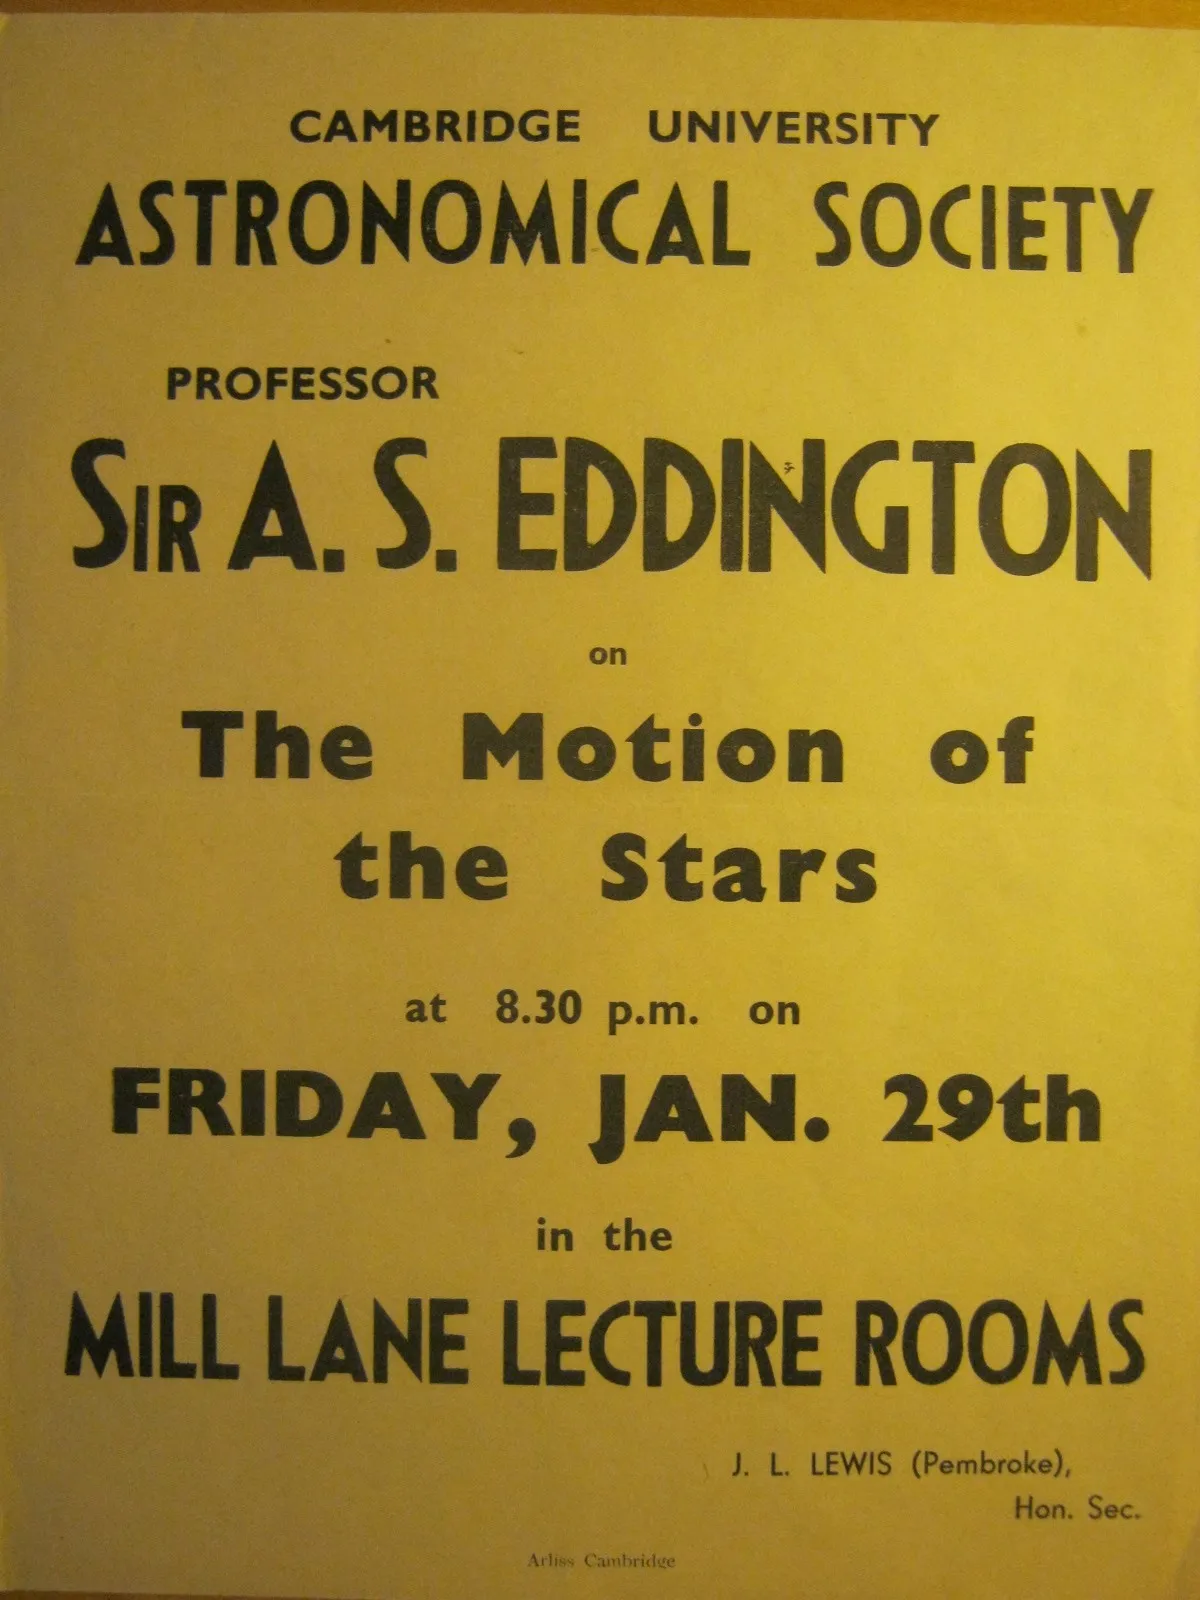 CAMBRIDGE UNIVERSITY
ASTRONOMICAL SOCIETY
PROFESSOR
SIR A. S. EDDINGTON
on
The Motion of
the Stars
at 8.30 p.m. on
FRIDAY, JAN. 29th
in the
MILL LANE LECTURE ROOMS
J. L. LEWIS (Pembroke),
Hon. Sec.
Arliss Cambridge